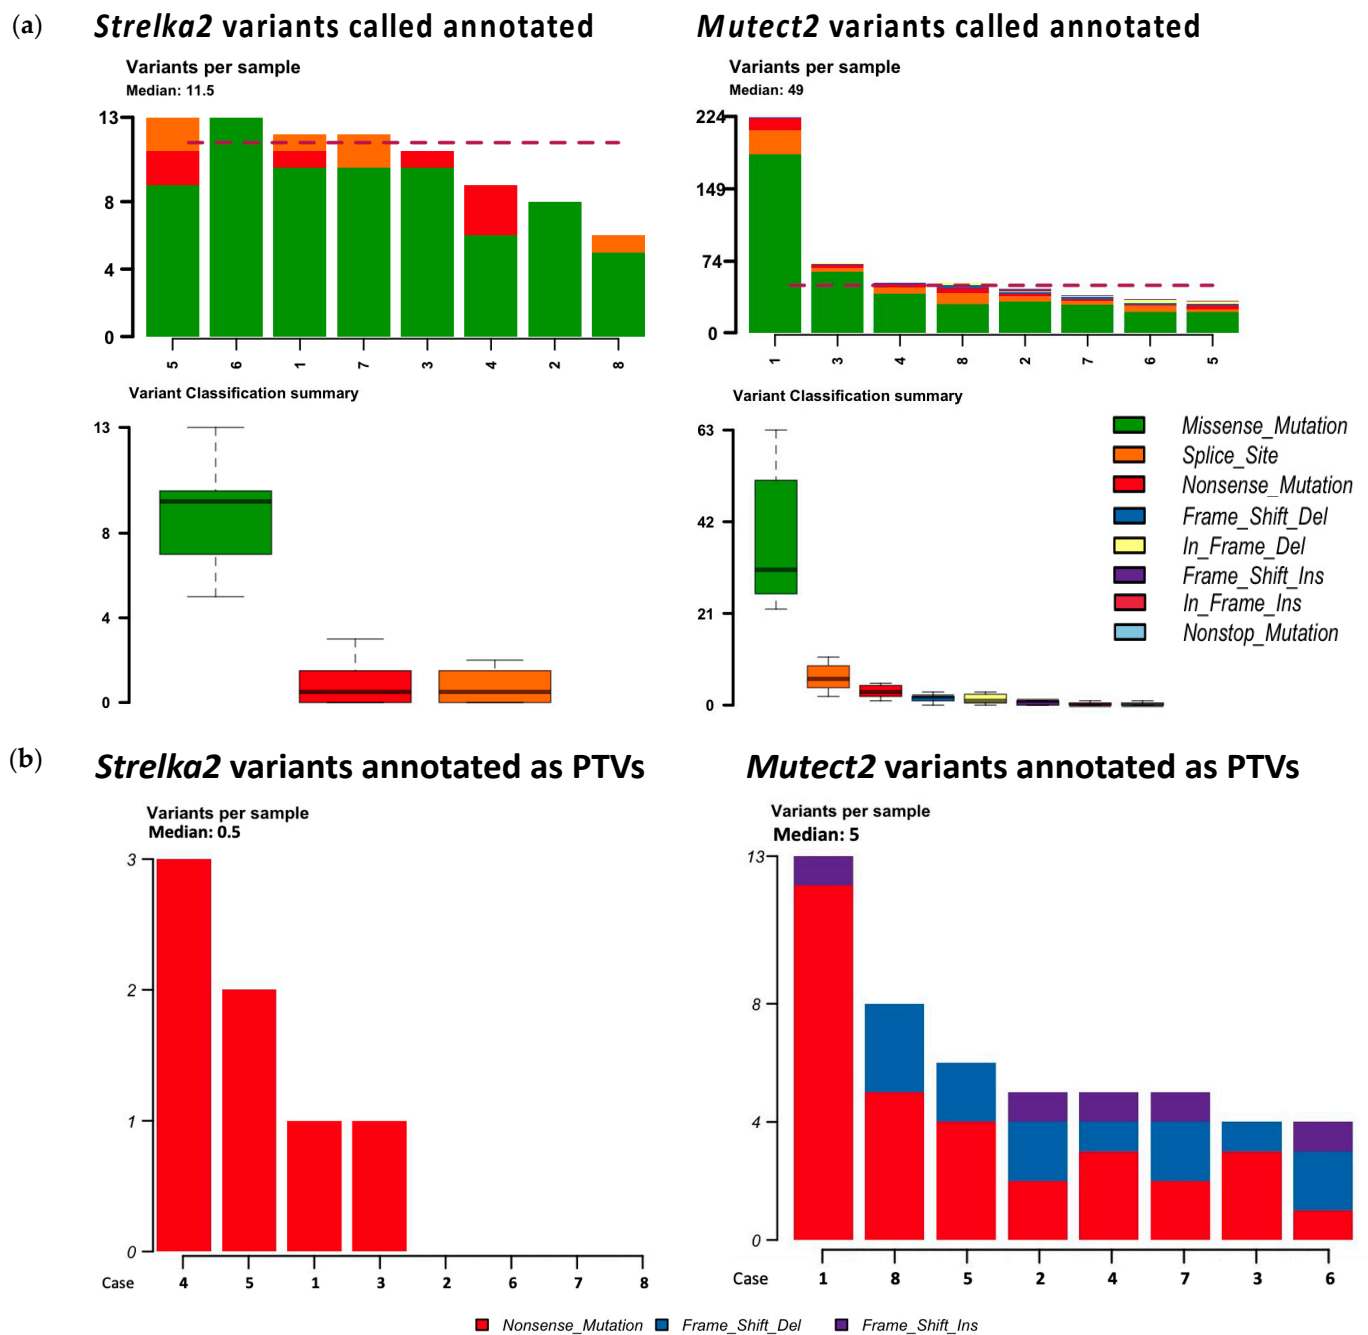 (a) Strelka2 variants called annotated Mutect2 variants called annotated
Variants per sample
Median: 11.5
13
8
4
0
5 6 1 7 3 4 2 8
Variants per sample
Median: 49
224
149
74
0
1 3 4 8 2 7 6 5
Variant Classification summary
13
8
4
0
Variant Classification summary
63
42
21
0
Missense_Mutation
Splice_Site
Nonsense_Mutation
Frame_Shift_Del
In_Frame_Del
Frame_Shift_Ins
In_Frame_Ins
Nonstop_Mutation
(b) Strelka2 variants annotated as PTVs Mutect2 variants annotated as PTVs
Variants per sample
Median: 0.5
3
2
1
0
Case 4 5 1 3 2 6 7 8
Variants per sample
Median: 5
13
8
4
0
Case 1 8 5 2 4 7 3 6
Nonsense_Mutation Frame_Shift_Del Frame_Shift_Ins